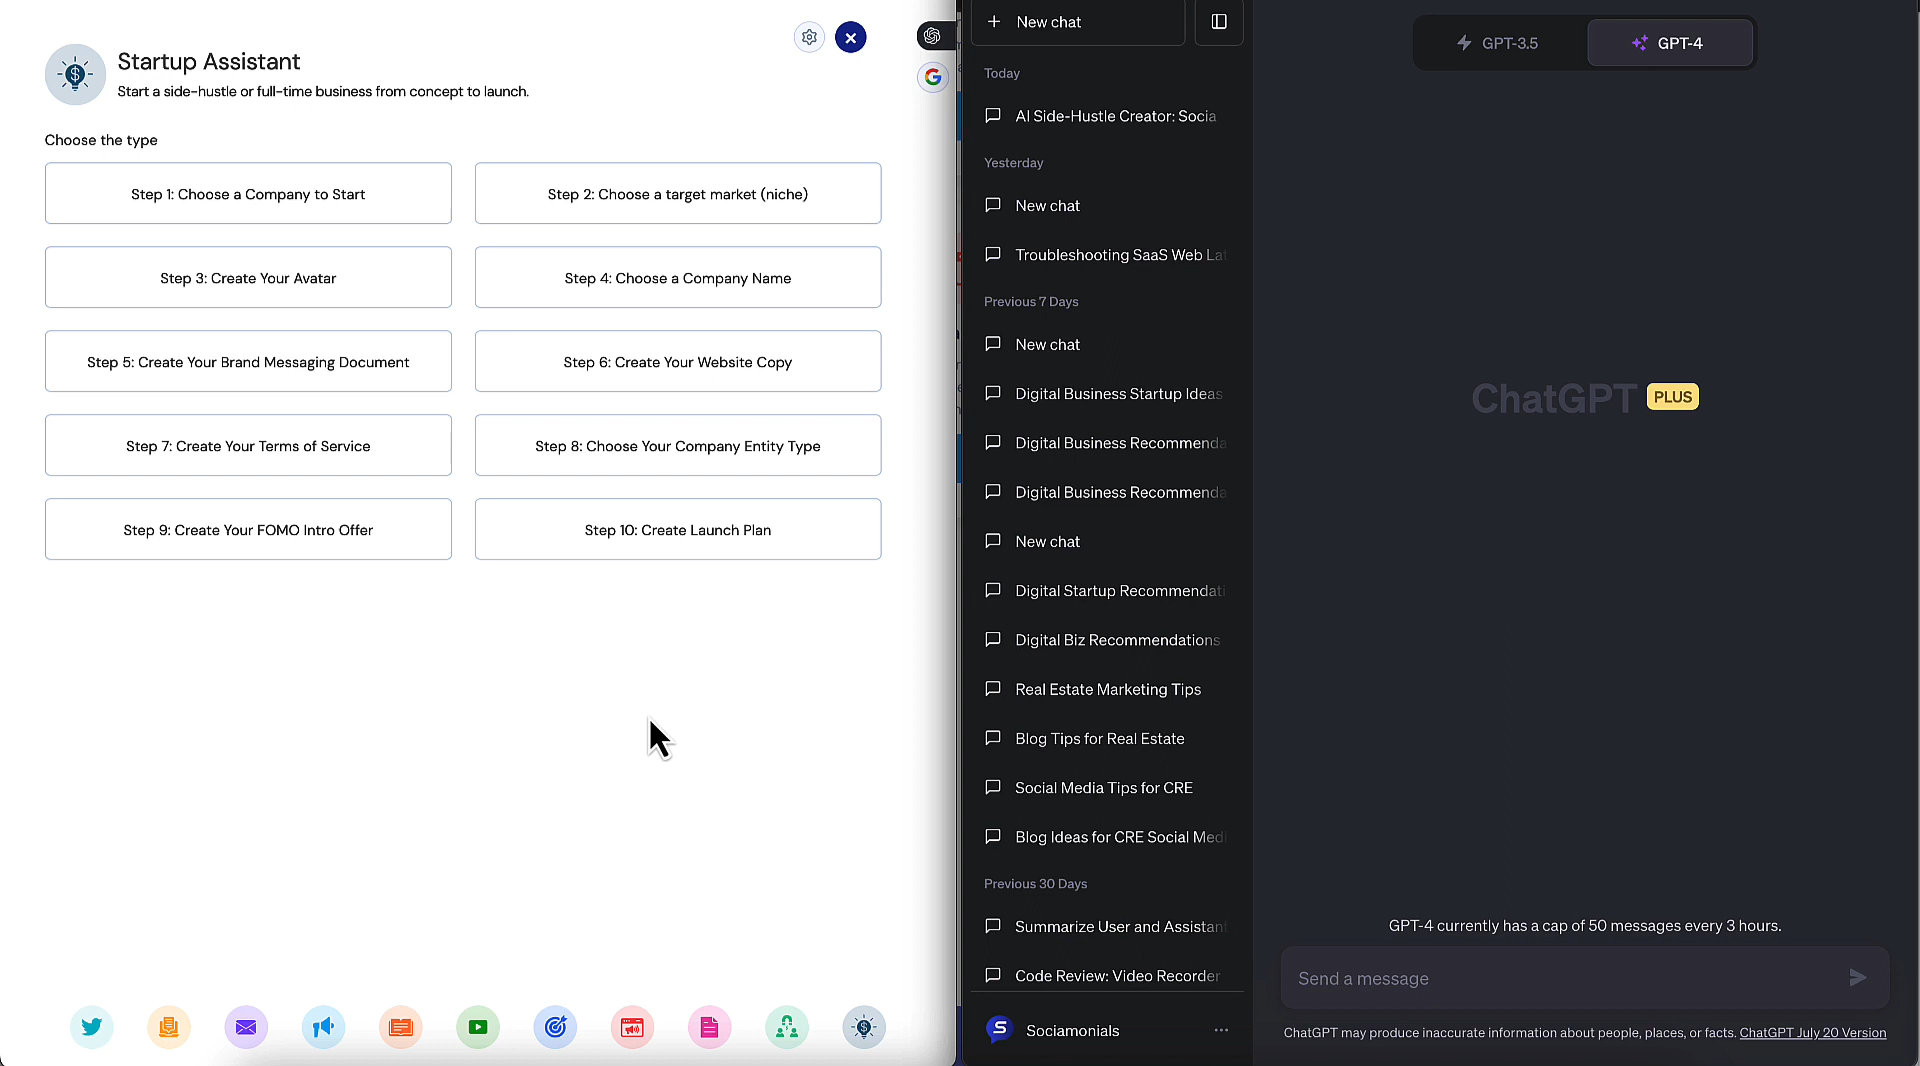 Startup Assistant
Start a side-hustle or full-time business from concept to launch.
Choose the type
Step 1: Choose a Company to Start
Step 2: Choose a target market (niche)
Step 3: Create Your Avatar
Step 4: Choose a Company Name
Step 5: Create Your Brand Messaging Document
Step 6: Create Your Website Copy
Step 7: Create Your Terms of Service
Step 8: Choose Your Company Entity Type
Step 9: Create Your FOMO Intro Offer
Step 10: Create Launch Plan
New chat
Today
AI Side-Hustle Creator: Socia
Yesterday
New chat
Troubleshooting SaaS Web Lat
Previous 7 Days
New chat
Digital Business Startup Ideas
Digital Business Recommenda
Digital Business Recommenda
New chat
Digital Startup Recommendati
Digital Biz Recommendations
Real Estate Marketing Tips
Blog Tips for Real Estate
Social Media Tips for CRE
Blog Ideas for CRE Social Medi
Previous 30 Days
Summarize User and Assistant
Code Review: Video Recorder
Sociamonials
GPT-3.5
GPT-4
ChatGPT PLUS
GPT-4 currently has a cap of 50 messages every 3 hours.
Send a message
ChatGPT may produce inaccurate information about people, places, or facts. ChatGPT July 20 Version